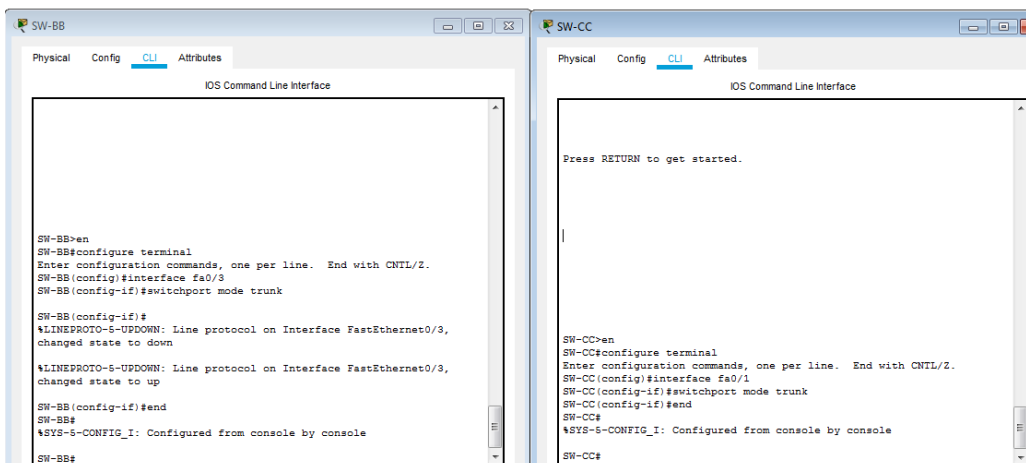 SW-BB
Physical Config CLI Attributes
IOS Command Line Interface
SW-BB>en
SW-BB#configure terminal
Enter configuration commands, one per line.  End with CNTL/Z.
SW-BB(config)#interface fa0/3
SW-BB(config-if)#switchport mode trunk
SW-BB(config-if)#
%LINEPROTO-5-UPDOWN: Line protocol on Interface FastEthernet0/3,
changed state to down
%LINEPROTO-5-UPDOWN: Line protocol on Interface FastEthernet0/3,
changed state to up
SW-BB(config-if)#end
SW-BB#
%SYS-5-CONFIG_I: Configured from console by console
SW-BB#
SW-CC
Physical Config CLI Attributes
IOS Command Line Interface
Press RETURN to get started.
SW-CC>en
SW-CC#configure terminal
Enter configuration commands, one per line.  End with CNTL/Z.
SW-CC(config)#interface fa0/1
SW-CC(config-if)#switchport mode trunk
SW-CC(config-if)#end
SW-CC#
%SYS-5-CONFIG_I: Configured from console by console
SW-CC#